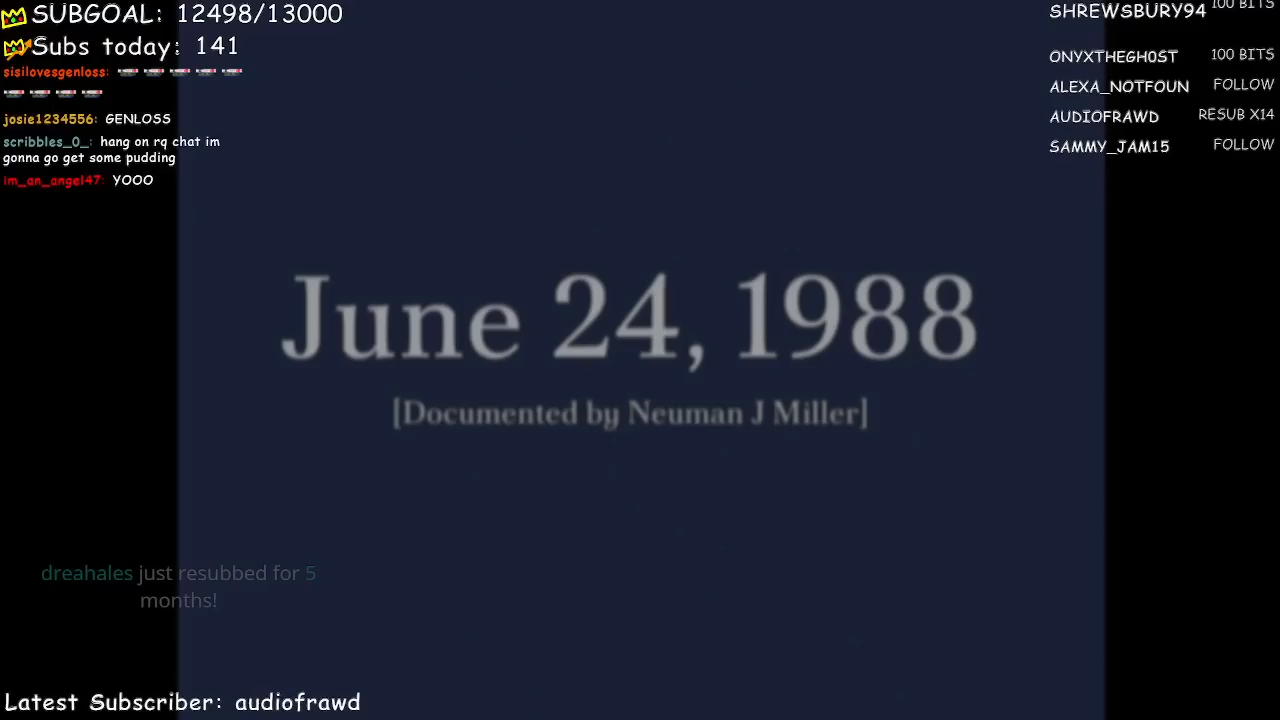 SUBGOAL: 12498/13000
Subs today: 141
sisilovesgenloss:
josie1234556: GENLOSS
scribbles_0_: hang on rq chat im
gonna go get some pudding
im_an_angel47: YOOO
SHREWSBURY94 100 BITS
ONYXTHEGH0ST 100 BITS
ALEXA_NOTFOUN FOLLOW
AUDIOFRAWD RESUB X14
SAMMY_JAM15 FOLLOW
June 24, 1988
[Documented by Neuman J Miller]
dreahales just resubbed for 5
months!
Latest Subscriber: audiofrawd